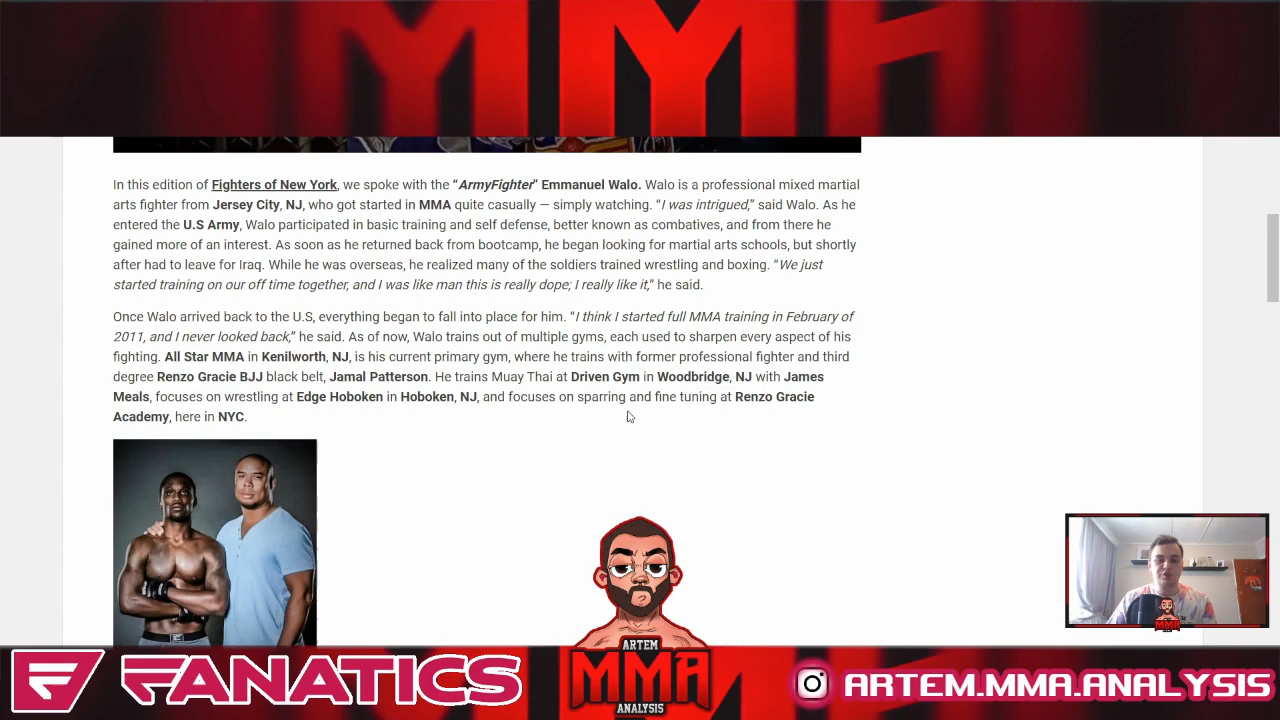 MMA
In this edition of Fighters of New York, we spoke with the “ArmyFighter” Emmanuel Walo. Walo is a professional mixed martial
arts fighter from Jersey City, NJ, who got started in MMA quite casually — simply watching. “I was intrigued,” said Walo. As he
entered the U.S Army, Walo participated in basic training and self defense, better known as combatives, and from there he
gained more of an interest. As soon as he returned back from bootcamp, he began looking for martial arts schools, but shortly
after had to leave for Iraq. While he was overseas, he realized many of the soldiers trained wrestling and boxing. “We just
started training on our off time together, and I was like man this is really dope; I really like it,” he said.
Once Walo arrived back to the U.S, everything began to fall into place for him. “I think I started full MMA training in February of
2011, and I never looked back,” he said. As of now, Walo trains out of multiple gyms, each used to sharpen every aspect of his
fighting. All Star MMA in Kenilworth, NJ, is his current primary gym, where he trains with former professional fighter and third
degree Renzo Gracie BJJ black belt, Jamal Patterson. He trains Muay Thai at Driven Gym in Woodbridge, NJ with James
Meals, focuses on wrestling at Edge Hoboken in Hoboken, NJ, and focuses on sparring and fine tuning at Renzo Gracie
Academy, here in NYC.
FANATICS
ARTEM
MMA
ANALYSIS
ARTEM.MMA.ANALYSIS